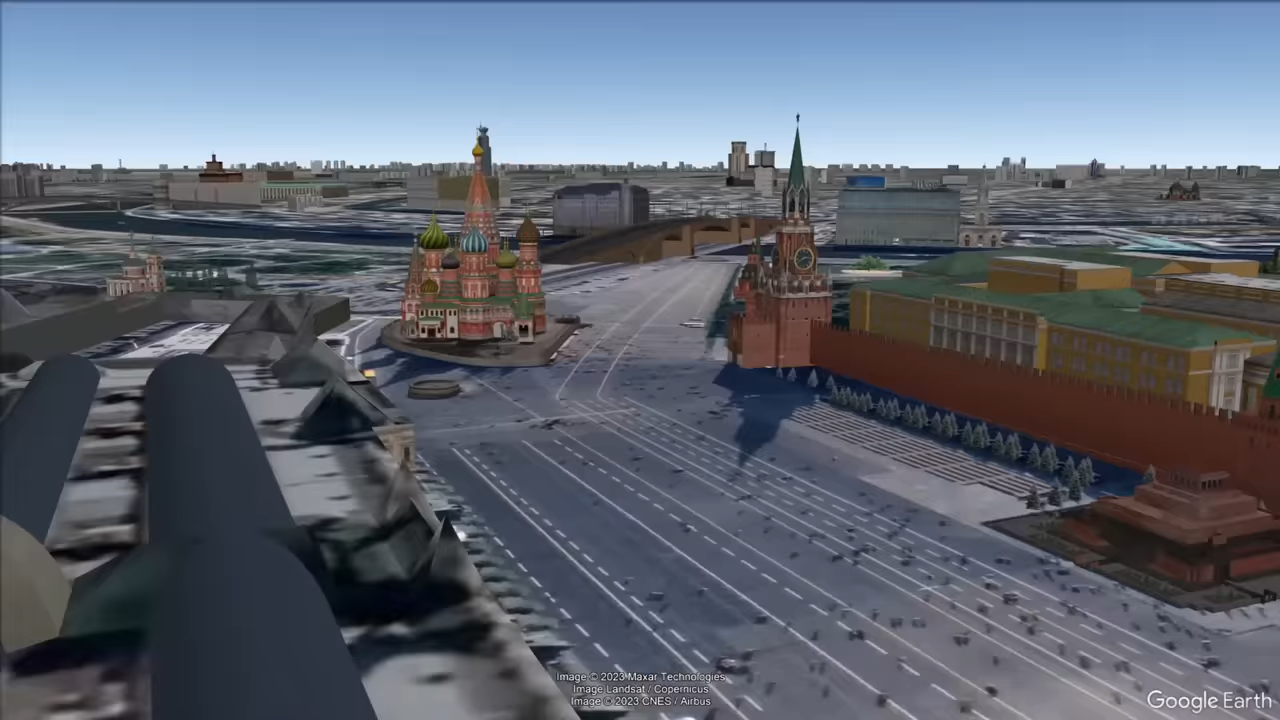 Image © 2023 Maxar Technologies
Image Landsat / Copernicus
Image © 2023 CNES / Airbus
Google Earth